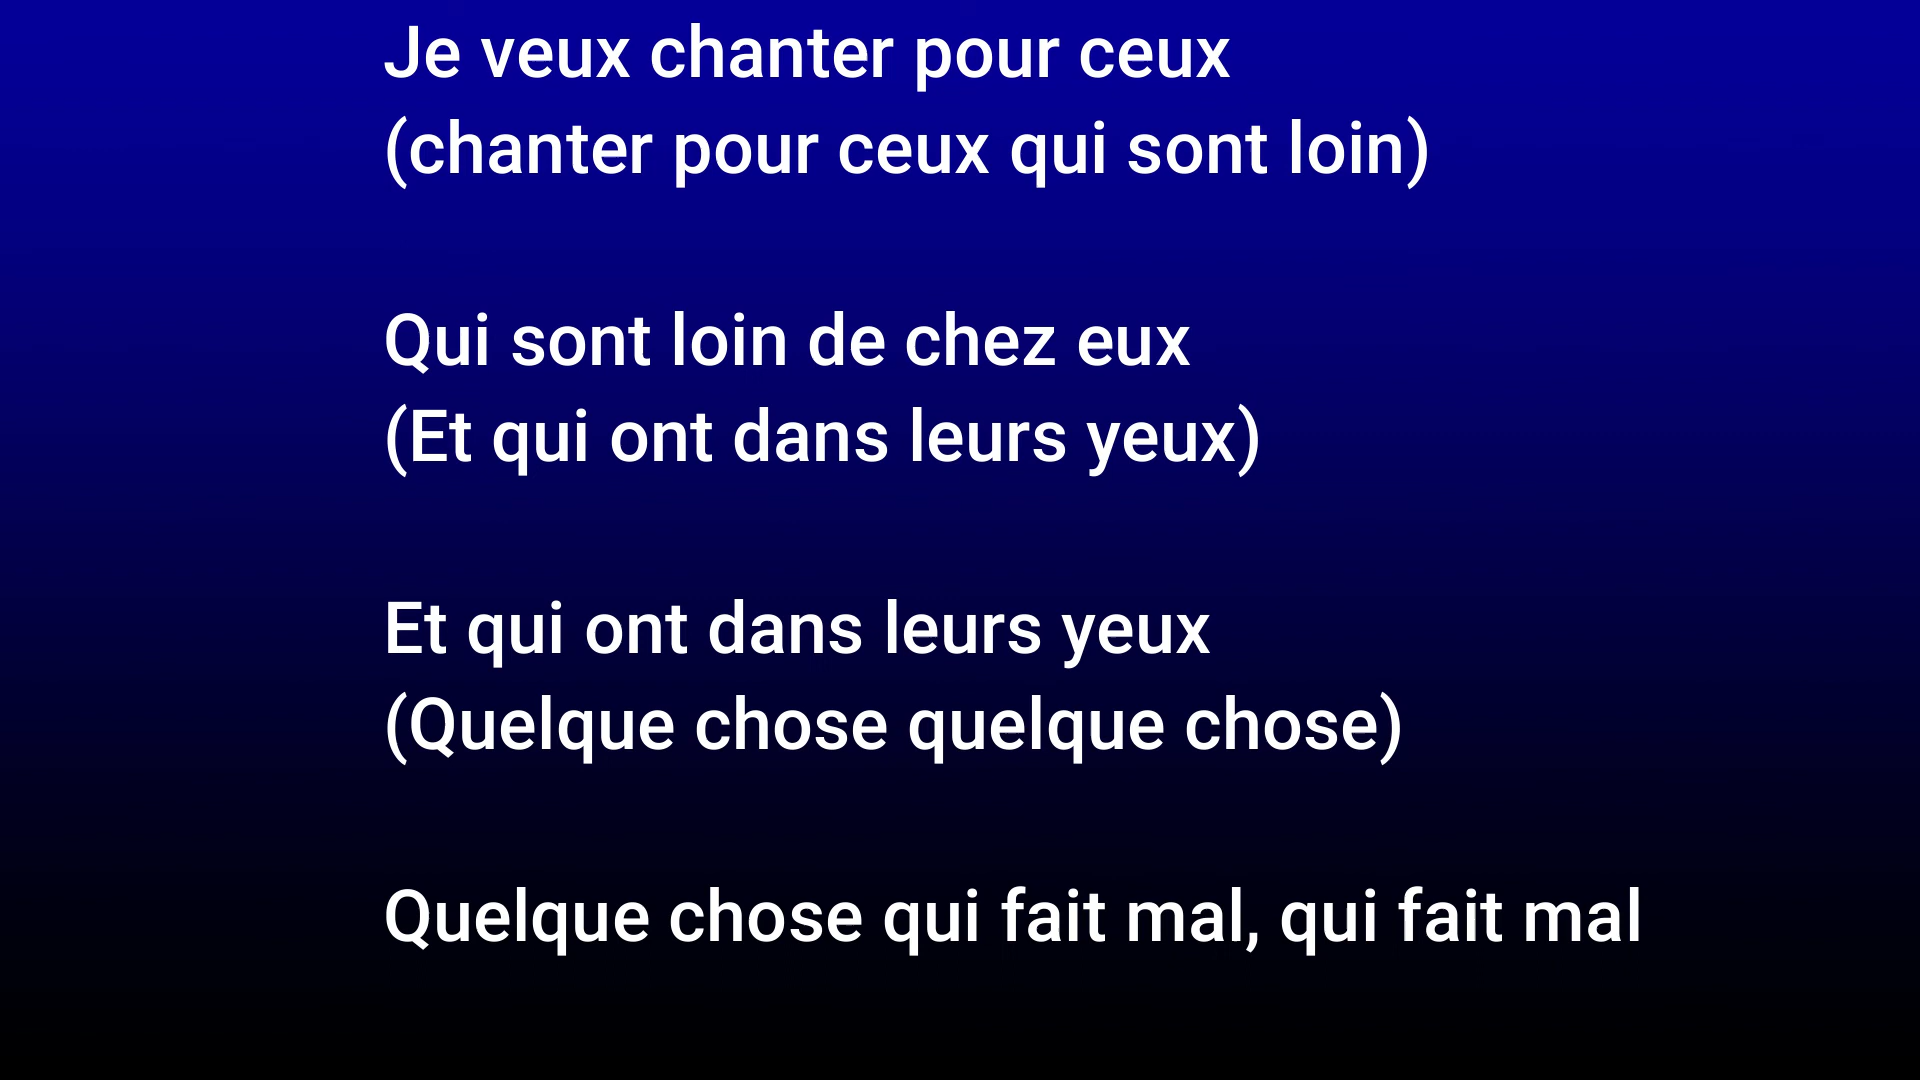 Je veux chanter pour ceux
(chanter pour ceux qui sont loin)
Qui sont loin de chez eux
(Et qui ont dans leurs yeux)
Et qui ont dans leurs yeux
(Quelque chose quelque chose)
Quelque chose qui fait mal, qui fait mal